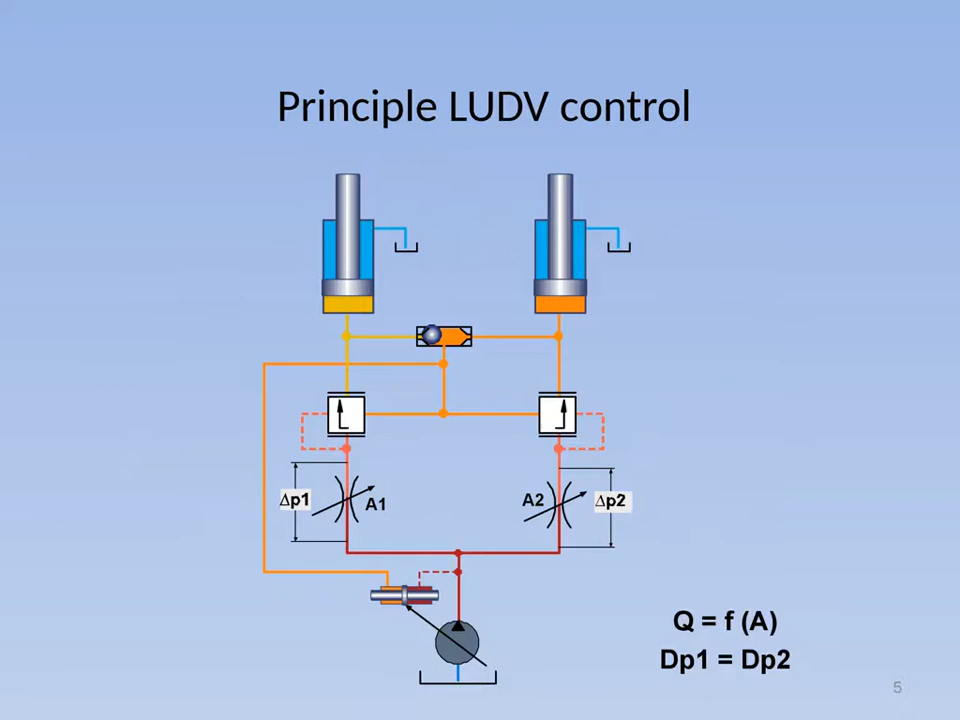 Principle LUDV control
Δp1
A1
A2
Δp2
Q = f (A)
Dp1 = Dp2
5